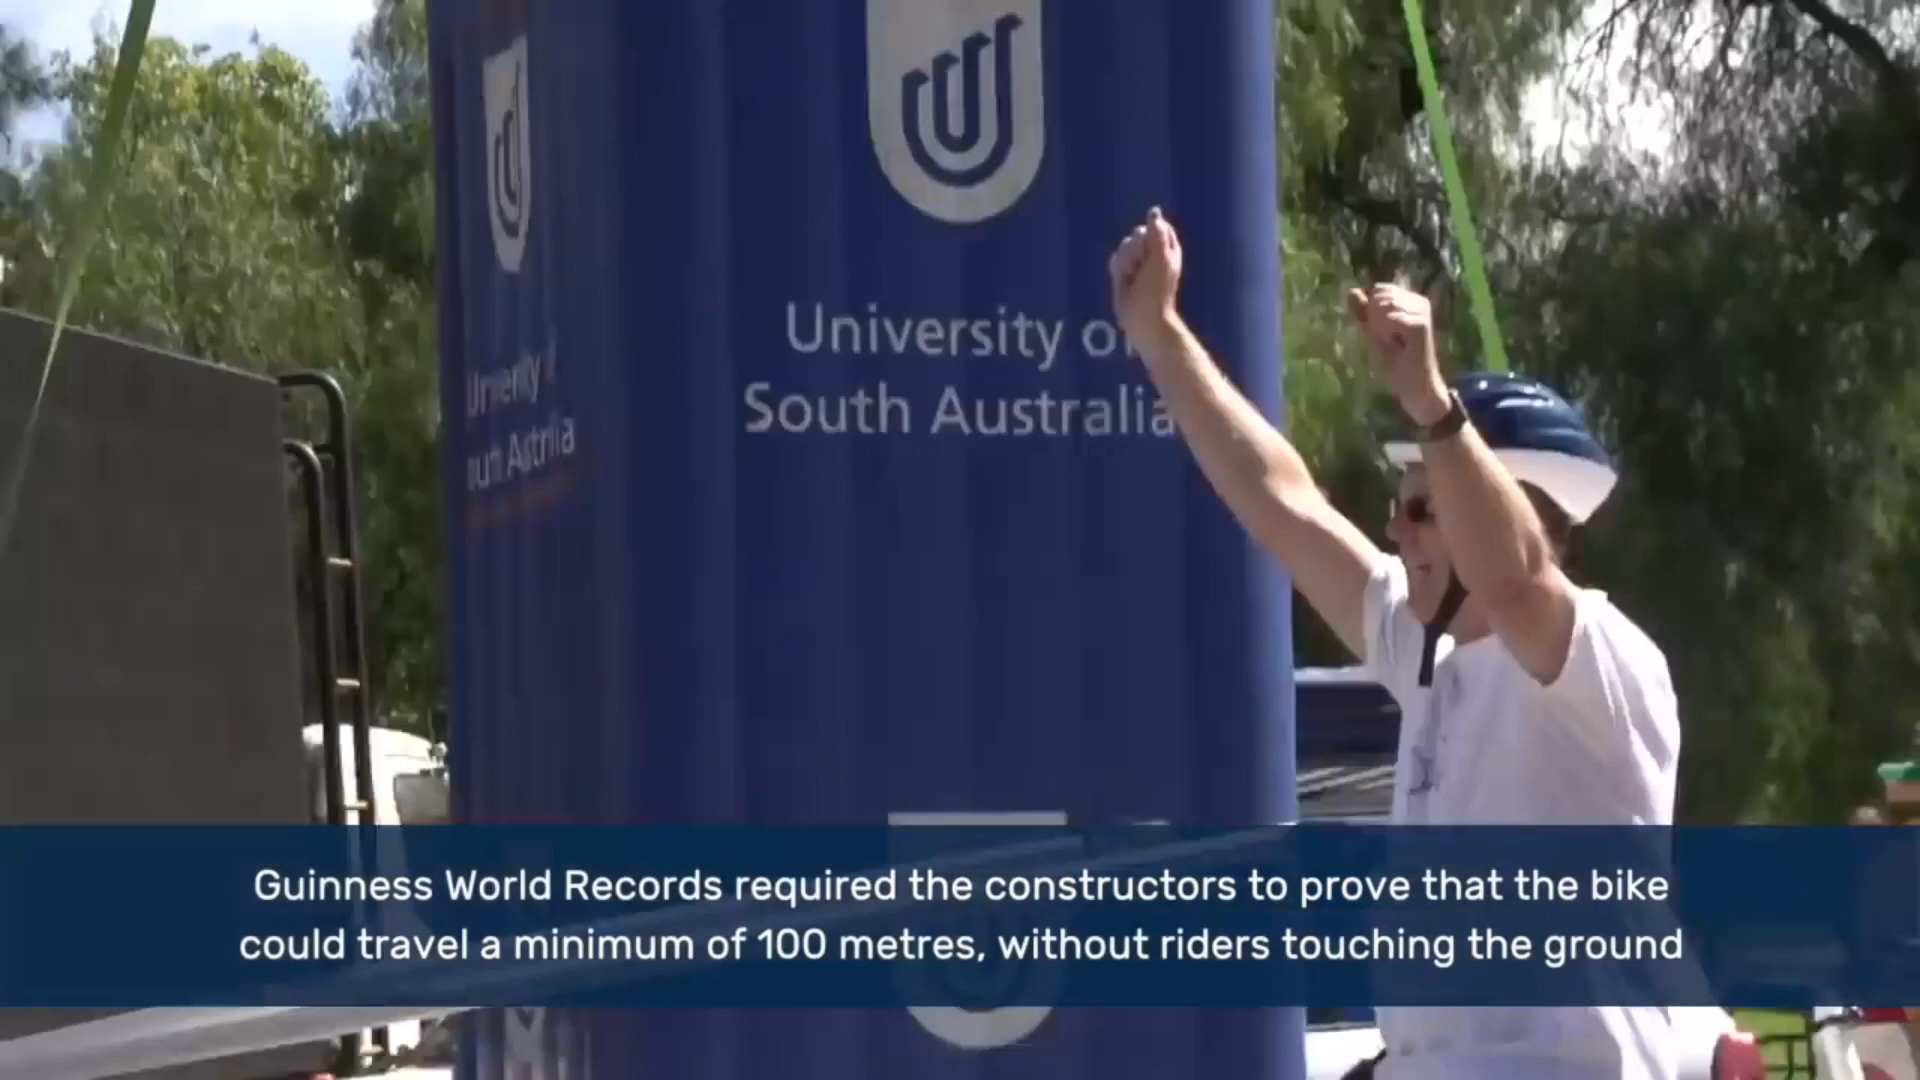 University of
South Australia
Guinness World Records required the constructors to prove that the bike
could travel a minimum of 100 metres, without riders touching the ground